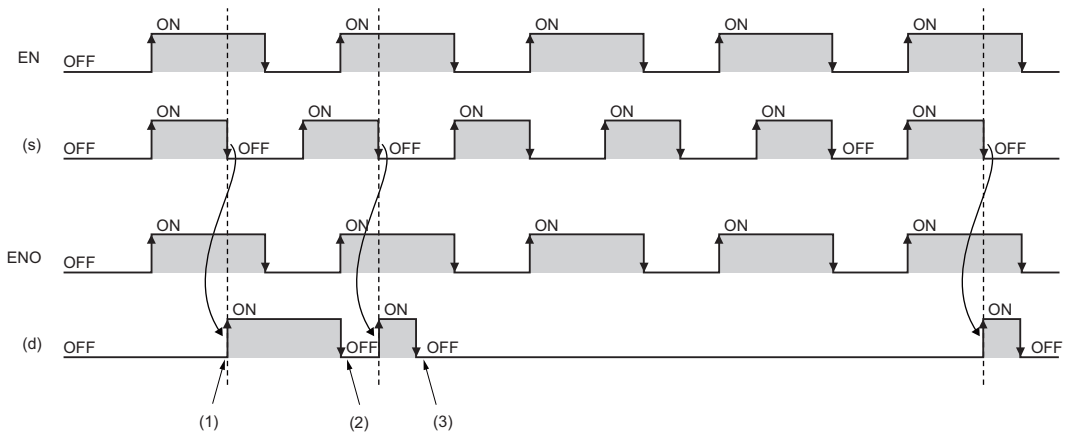 ON ON ON ON ON
EN OFF
ON ON ON ON ON ON
(s) OFF OFF OFF OFF OFF
ON ON ON ON ON
ENO OFF
ON ON ON
(d) OFF OFF OFF OFF
(1) (2) (3)